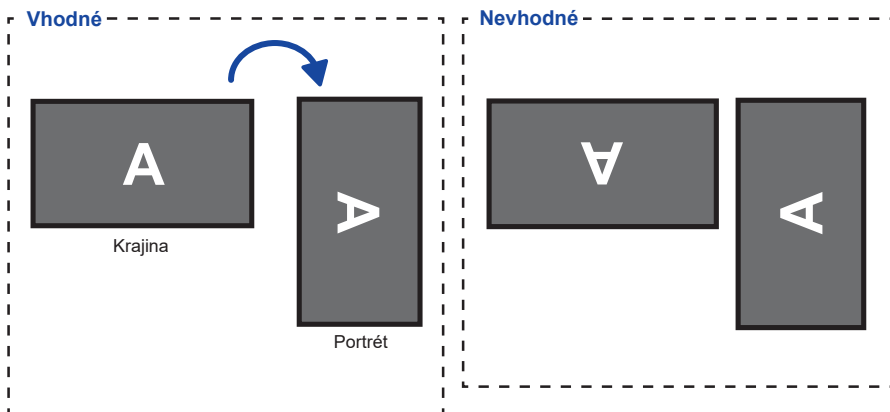 Vhodné
A
Krajina
A
Portrét
Nevhodné
A
A